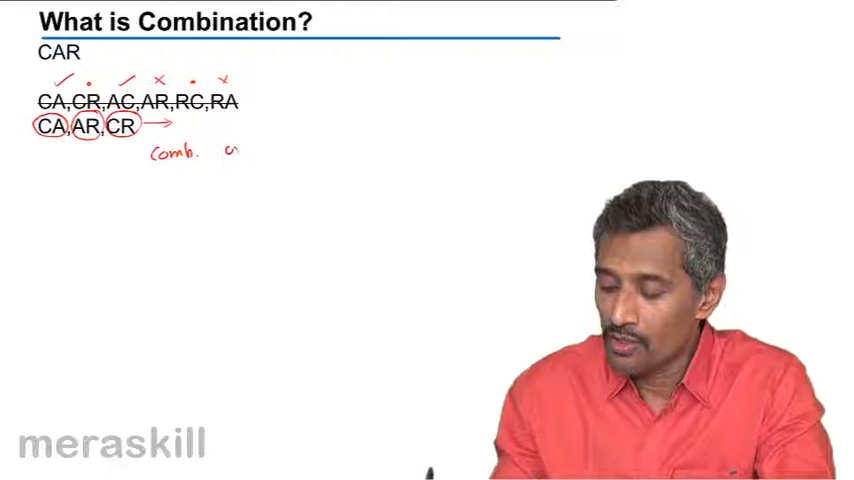 What is Combination?
CAR
CA,CR,AC,AR,RC,RA
CA,AR,CR
comb.
meraskill